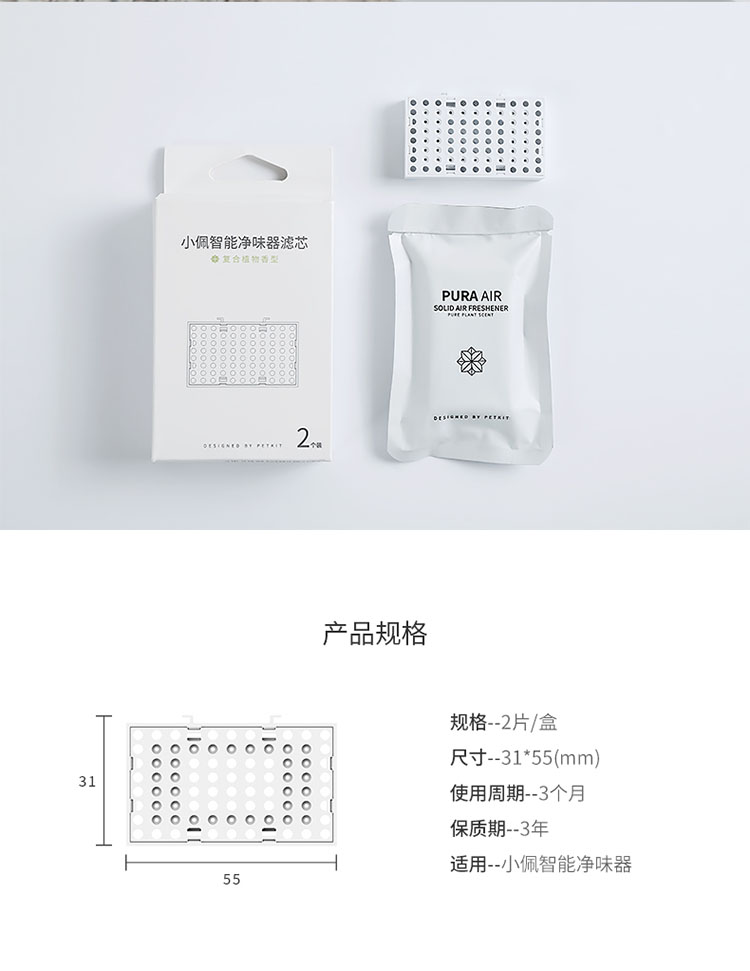 小佩智能净味器滤芯
复合植物香型
DESIGNED BY PETKIT
2个装
PURA AIR
SOLID AIR FRESHENER
PURE PLANT SCENT
DESIGNED BY PETKIT
产品规格
31
55
规格--2片/盒
尺寸--31*55(mm)
使用周期--3个月
保质期--3年
适用--小佩智能净味器